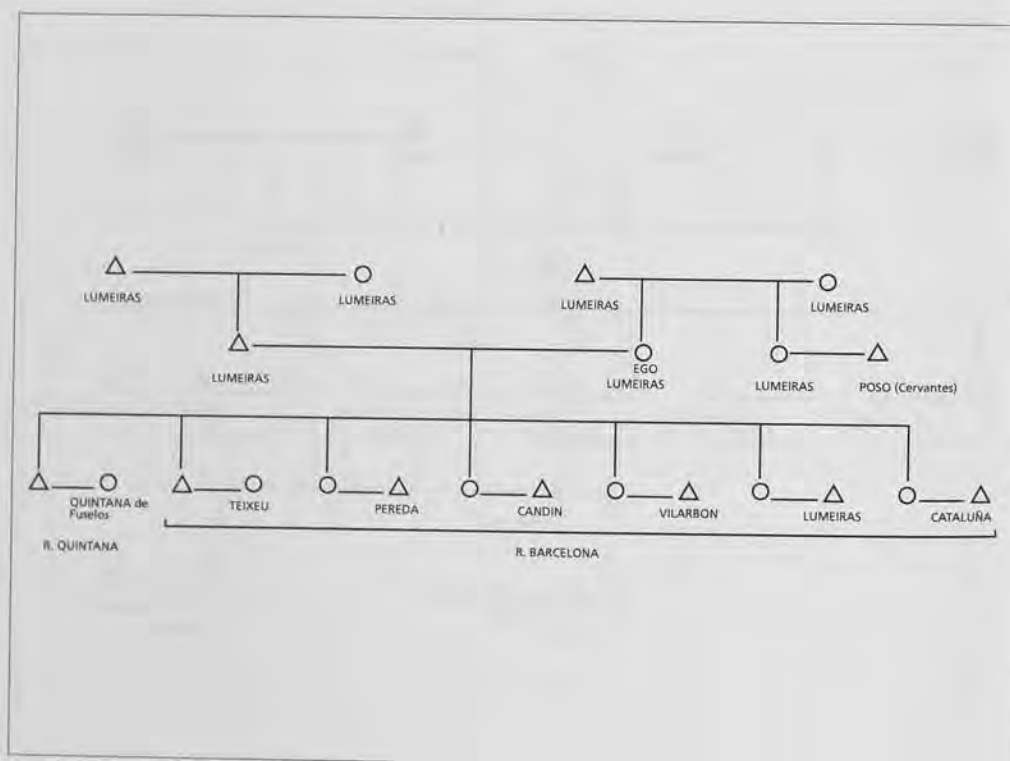 LUMEIRAS
LUMEIRAS
LUMEIRAS
LUMEIRAS
LUMEIRAS
EGO
LUMEIRAS
LUMEIRAS
POSO (Cervantes)
QUINTANA de
Fuselos
TEIXEU
PEREDA
CANDIN
VILARBON
LUMEIRAS
CATALUÑA
R. QUINTANA
R. BARCELONA